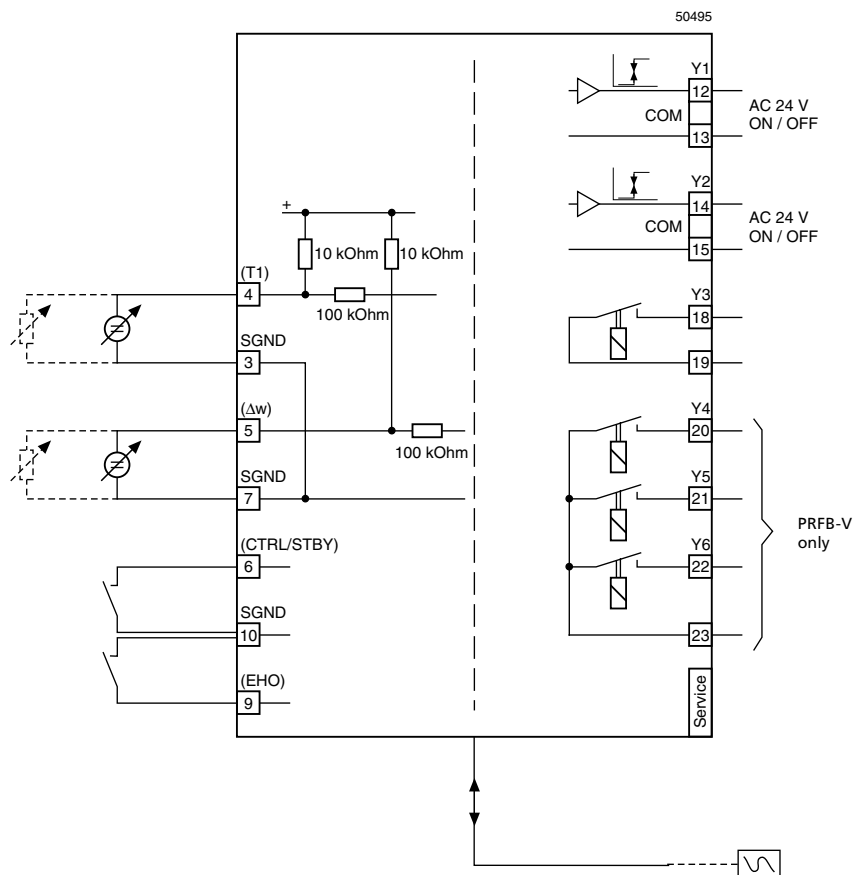 50495
Y1
12
COM
13
AC 24 V
ON / OFF
Y2
14
COM
15
AC 24 V
ON / OFF
+
10 kOhm
10 kOhm
(T1)
4
100 kOhm
SGND
3
(Δw)
5
100 kOhm
SGND
7
(CTRL/STBY)
6
SGND
10
(EHO)
9
Y3
18
19
Y4
20
Y5
21
Y6
22
23
PRFB-V
only
Service